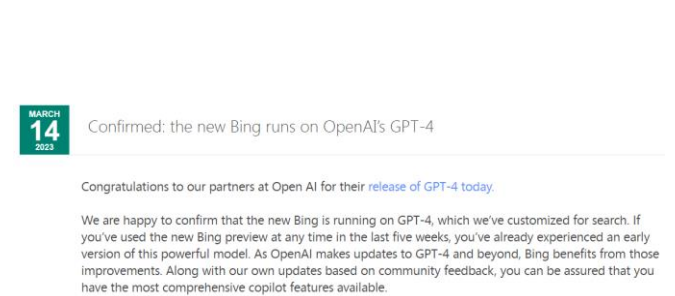 MARCH
14
2023
Confirmed: the new Bing runs on OpenAI's GPT-4
Congratulations to our partners at Open AI for their release of GPT-4 today.
We are happy to confirm that the new Bing is running on GPT-4, which we've customized for search. If
you've used the new Bing preview at any time in the last five weeks, you've already experienced an early
version of this powerful model. As OpenAI makes updates to GPT-4 and beyond, Bing benefits from those
improvements. Along with our own updates based on community feedback, you can be assured that you
have the most comprehensive copilot features available.